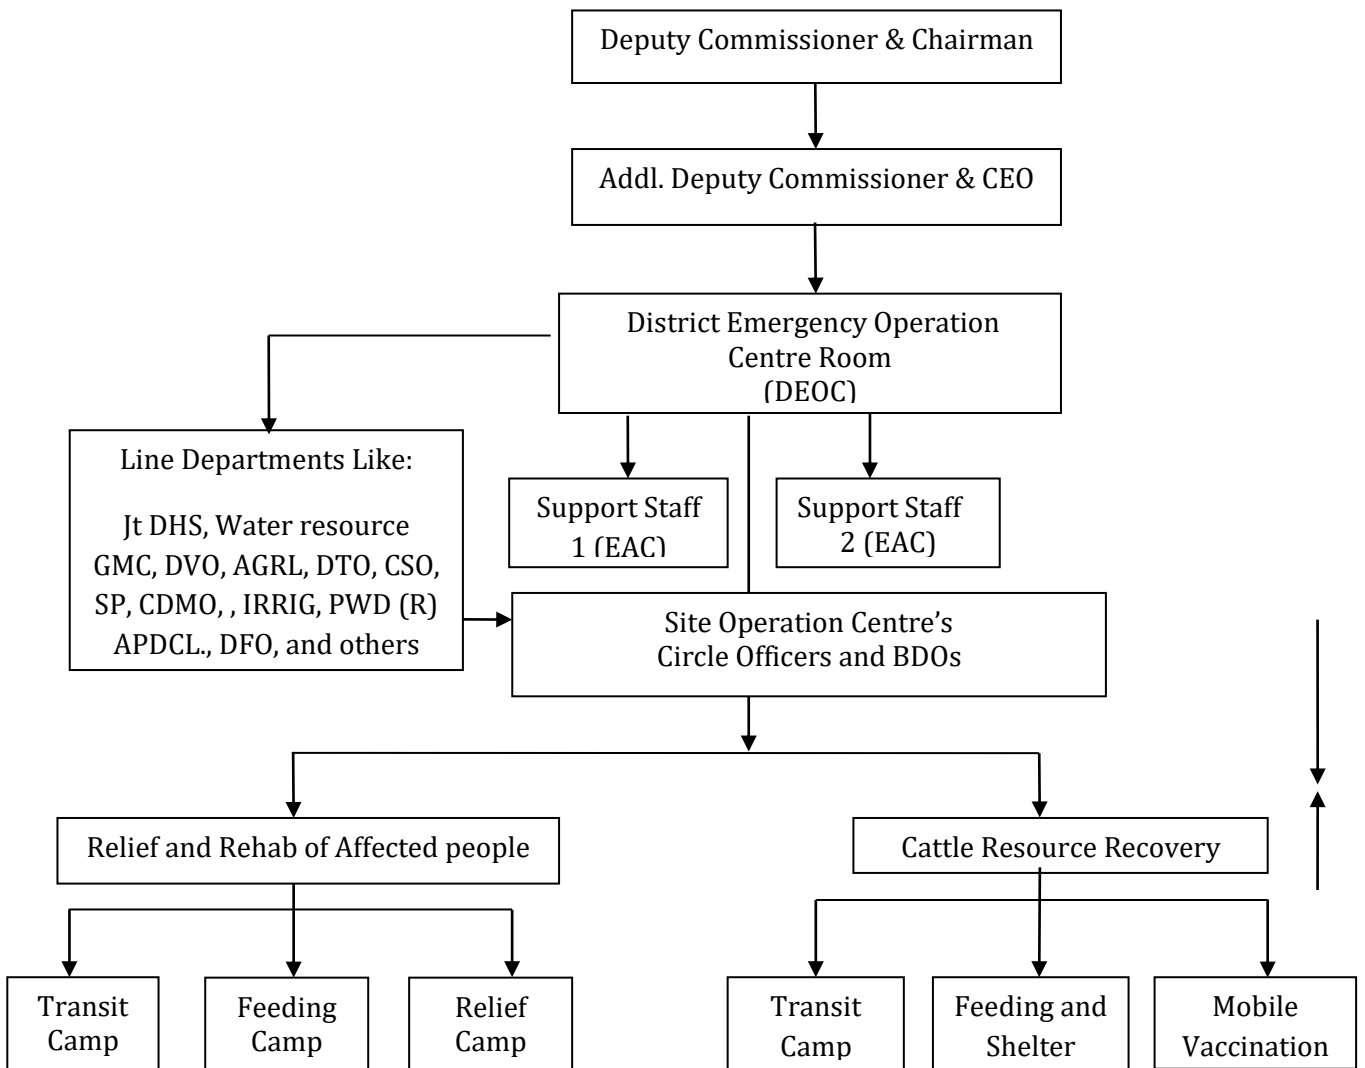 Deputy Commissioner & Chairman
Addl. Deputy Commissioner & CEO
District Emergency Operation
Centre Room
(DEOC)
Line Departments Like:
Jt DHS, Water resource
GMC, DVO, AGRL, DTO, CSO,
SP, CDMO, , IRRIG, PWD (R)
APDCL., DFO, and others
Support Staff
1 (EAC)
Support Staff
2 (EAC)
Site Operation Centre’s
Circle Officers and BDOs
Relief and Rehab of Affected people
Cattle Resource Recovery
Transit
Camp
Feeding
Camp
Relief
Camp
Transit
Camp
Feeding and
Shelter
Mobile
Vaccination